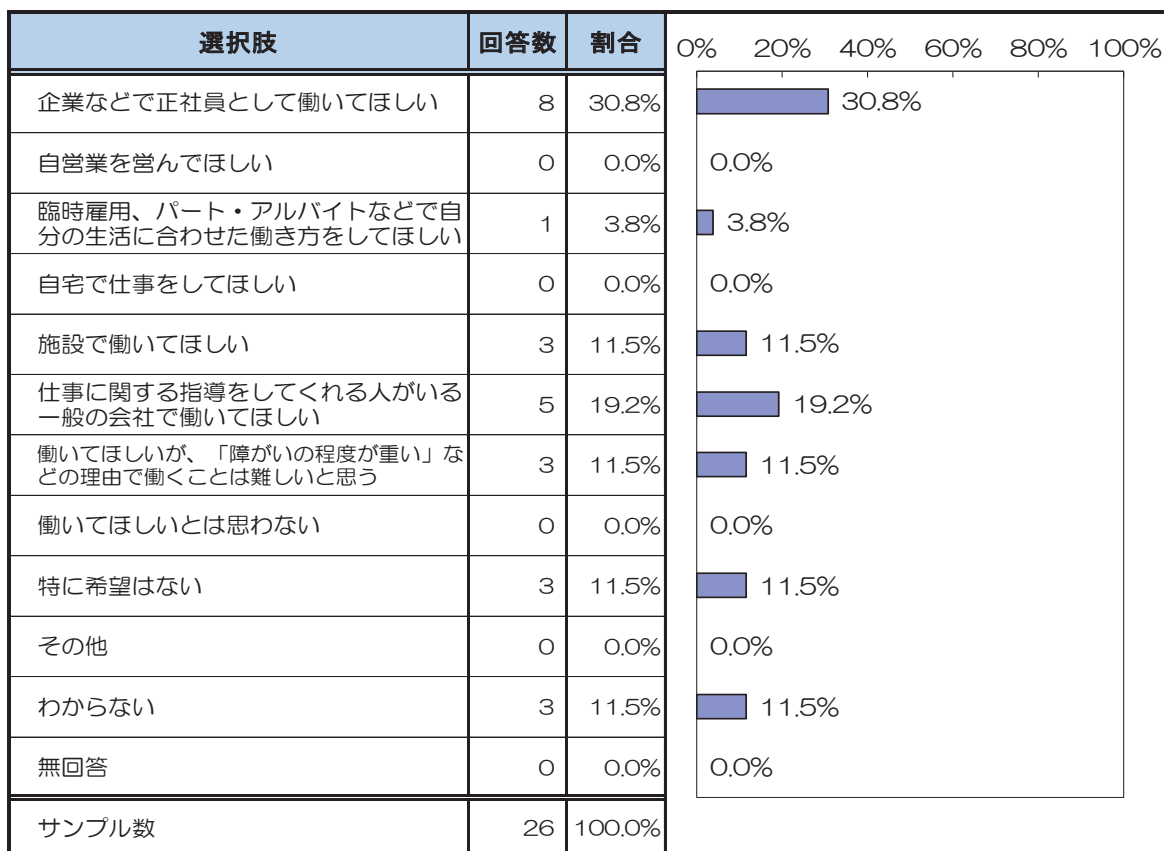 選択肢 回答数 割合
0% 20% 40% 60% 80% 100%
企業などで正社員として働いてほしい 8 30.8% 30.8%
自営業を営んでほしい 0 0.0% 0.0%
臨時雇用、パート・アルバイトなどで自
分の生活に合わせた働き方をしてほしい 1 3.8% 3.8%
自宅で仕事をしてほしい 0 0.0% 0.0%
施設で働いてほしい 3 11.5% 11.5%
仕事に関する指導をしてくれる人がいる
一般の会社で働いてほしい 5 19.2% 19.2%
働いてほしいが、「障がいの程度が重い」な
どの理由で働くことは難しいと思う 3 11.5% 11.5%
働いてほしいとは思わない 0 0.0% 0.0%
特に希望はない 3 11.5% 11.5%
その他 0 0.0% 0.0%
わからない 3 11.5% 11.5%
無回答 0 0.0% 0.0%
サンプル数 26 100.0%